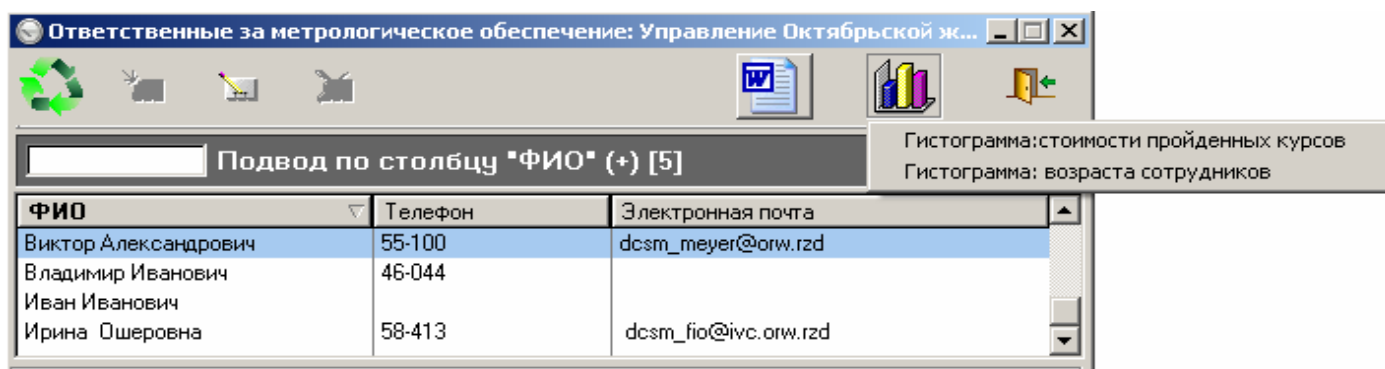 Ответственные за метрологическое обеспечение: Управление Октябрьской ж...
Гистограмма:стоимости пройденных курсов
Гистограмма: возраста сотрудников
Подвод по столбцу "ФИО" (+) [5]
ФИО Телефон Электронная почта
Виктор Александрович 55-100 dcsm_meyer@orw.rzd
Владимир Иванович 46-044
Иван Иванович
Ирина Ошеровна 58-413 dcsm_fio@ivc.orw.rzd